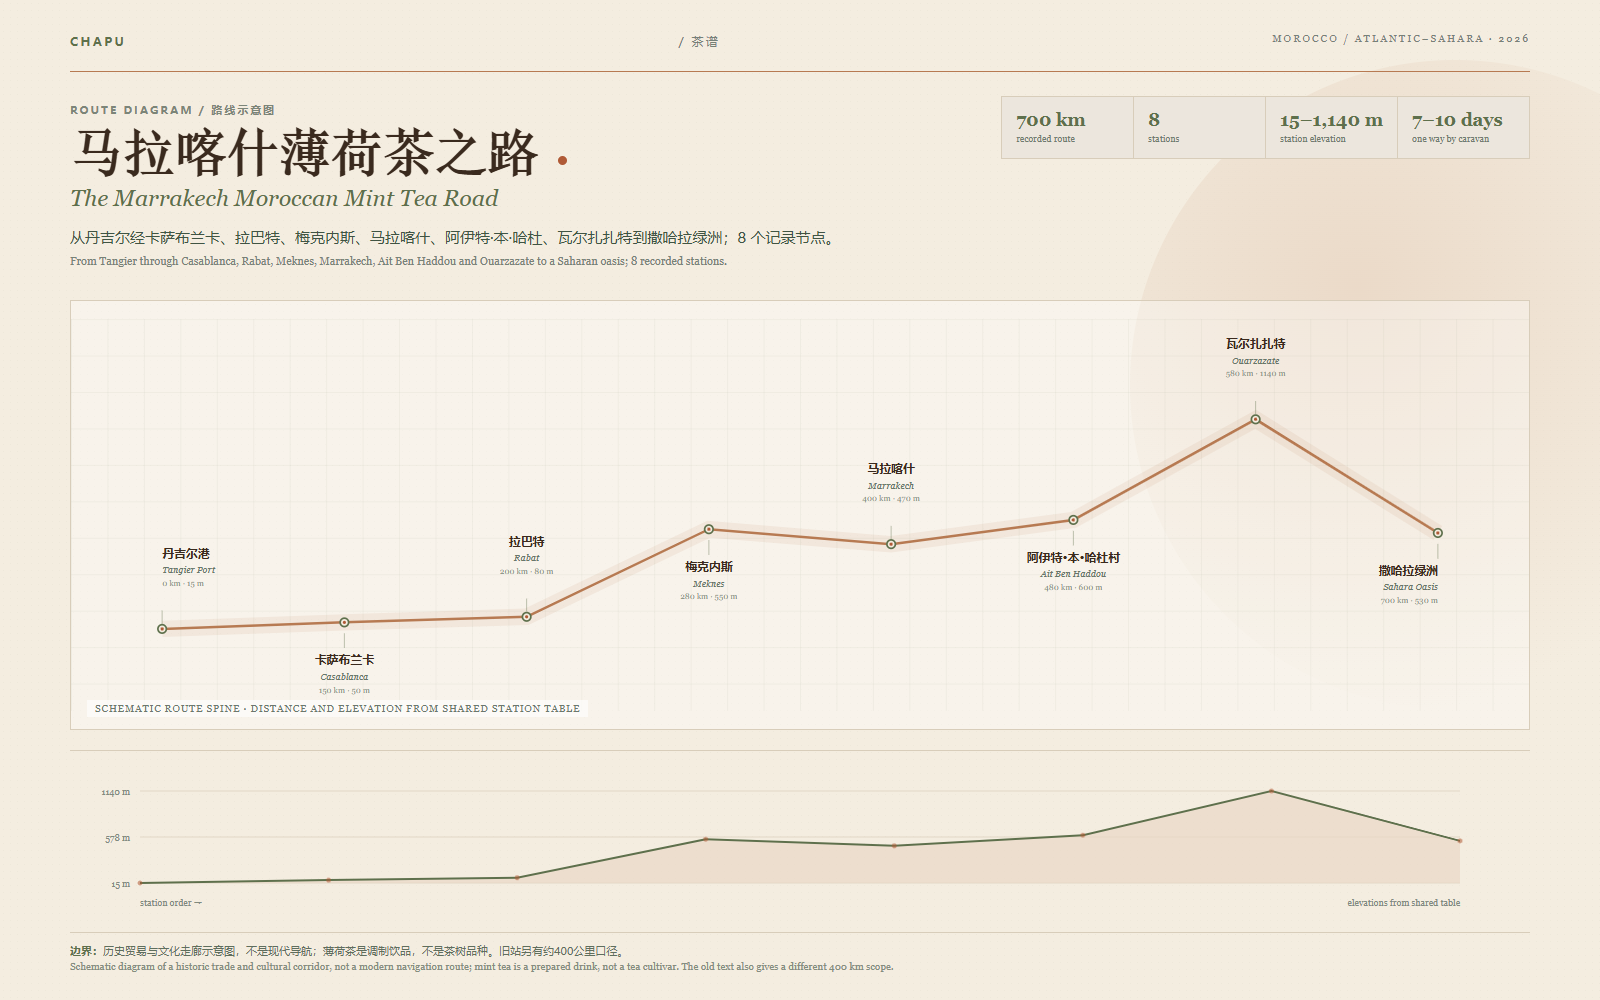 CHAPU
/ 茶谱
MOROCCO / ATLANTIC–SAHARA · 2026
ROUTE DIAGRAM / 路线示意图
马拉喀什薄荷茶之路
The Marrakech Moroccan Mint Tea Road
从丹吉尔经卡萨布兰卡、拉巴特、梅克内斯、马拉喀什、阿伊特·本·哈杜、瓦尔扎扎特到撒哈拉绿洲；8 个记录节点。
From Tangier through Casablanca, Rabat, Meknes, Marrakech, Ait Ben Haddou and Ouarzazate to a Saharan oasis; 8 recorded stations.
700 km
recorded route
8
stations
15–1,140 m
station elevation
7–10 days
one way by caravan
丹吉尔港
Tangier Port
0 km · 15 m
卡萨布兰卡
Casablanca
150 km · 50 m
拉巴特
Rabat
200 km · 80 m
梅克内斯
Meknes
280 km · 550 m
马拉喀什
Marrakech
400 km · 470 m
阿伊特•本•哈杜村
Ait Ben Haddou
480 km · 600 m
瓦尔扎扎特
Ouarzazate
580 km · 1140 m
撒哈拉绿洲
Sahara Oasis
700 km · 530 m
SCHEMATIC ROUTE SPINE · DISTANCE AND ELEVATION FROM SHARED STATION TABLE
1140 m
578 m
15 m
station order →
elevations from shared table
边界：历史贸易与文化走廊示意图，不是现代导航；薄荷茶是调制饮品，不是茶树品种。旧站另有约400公里口径。
Schematic diagram of a historic trade and cultural corridor, not a modern navigation route; mint tea is a prepared drink, not a tea cultivar. The old text also gives a different 400 km scope.